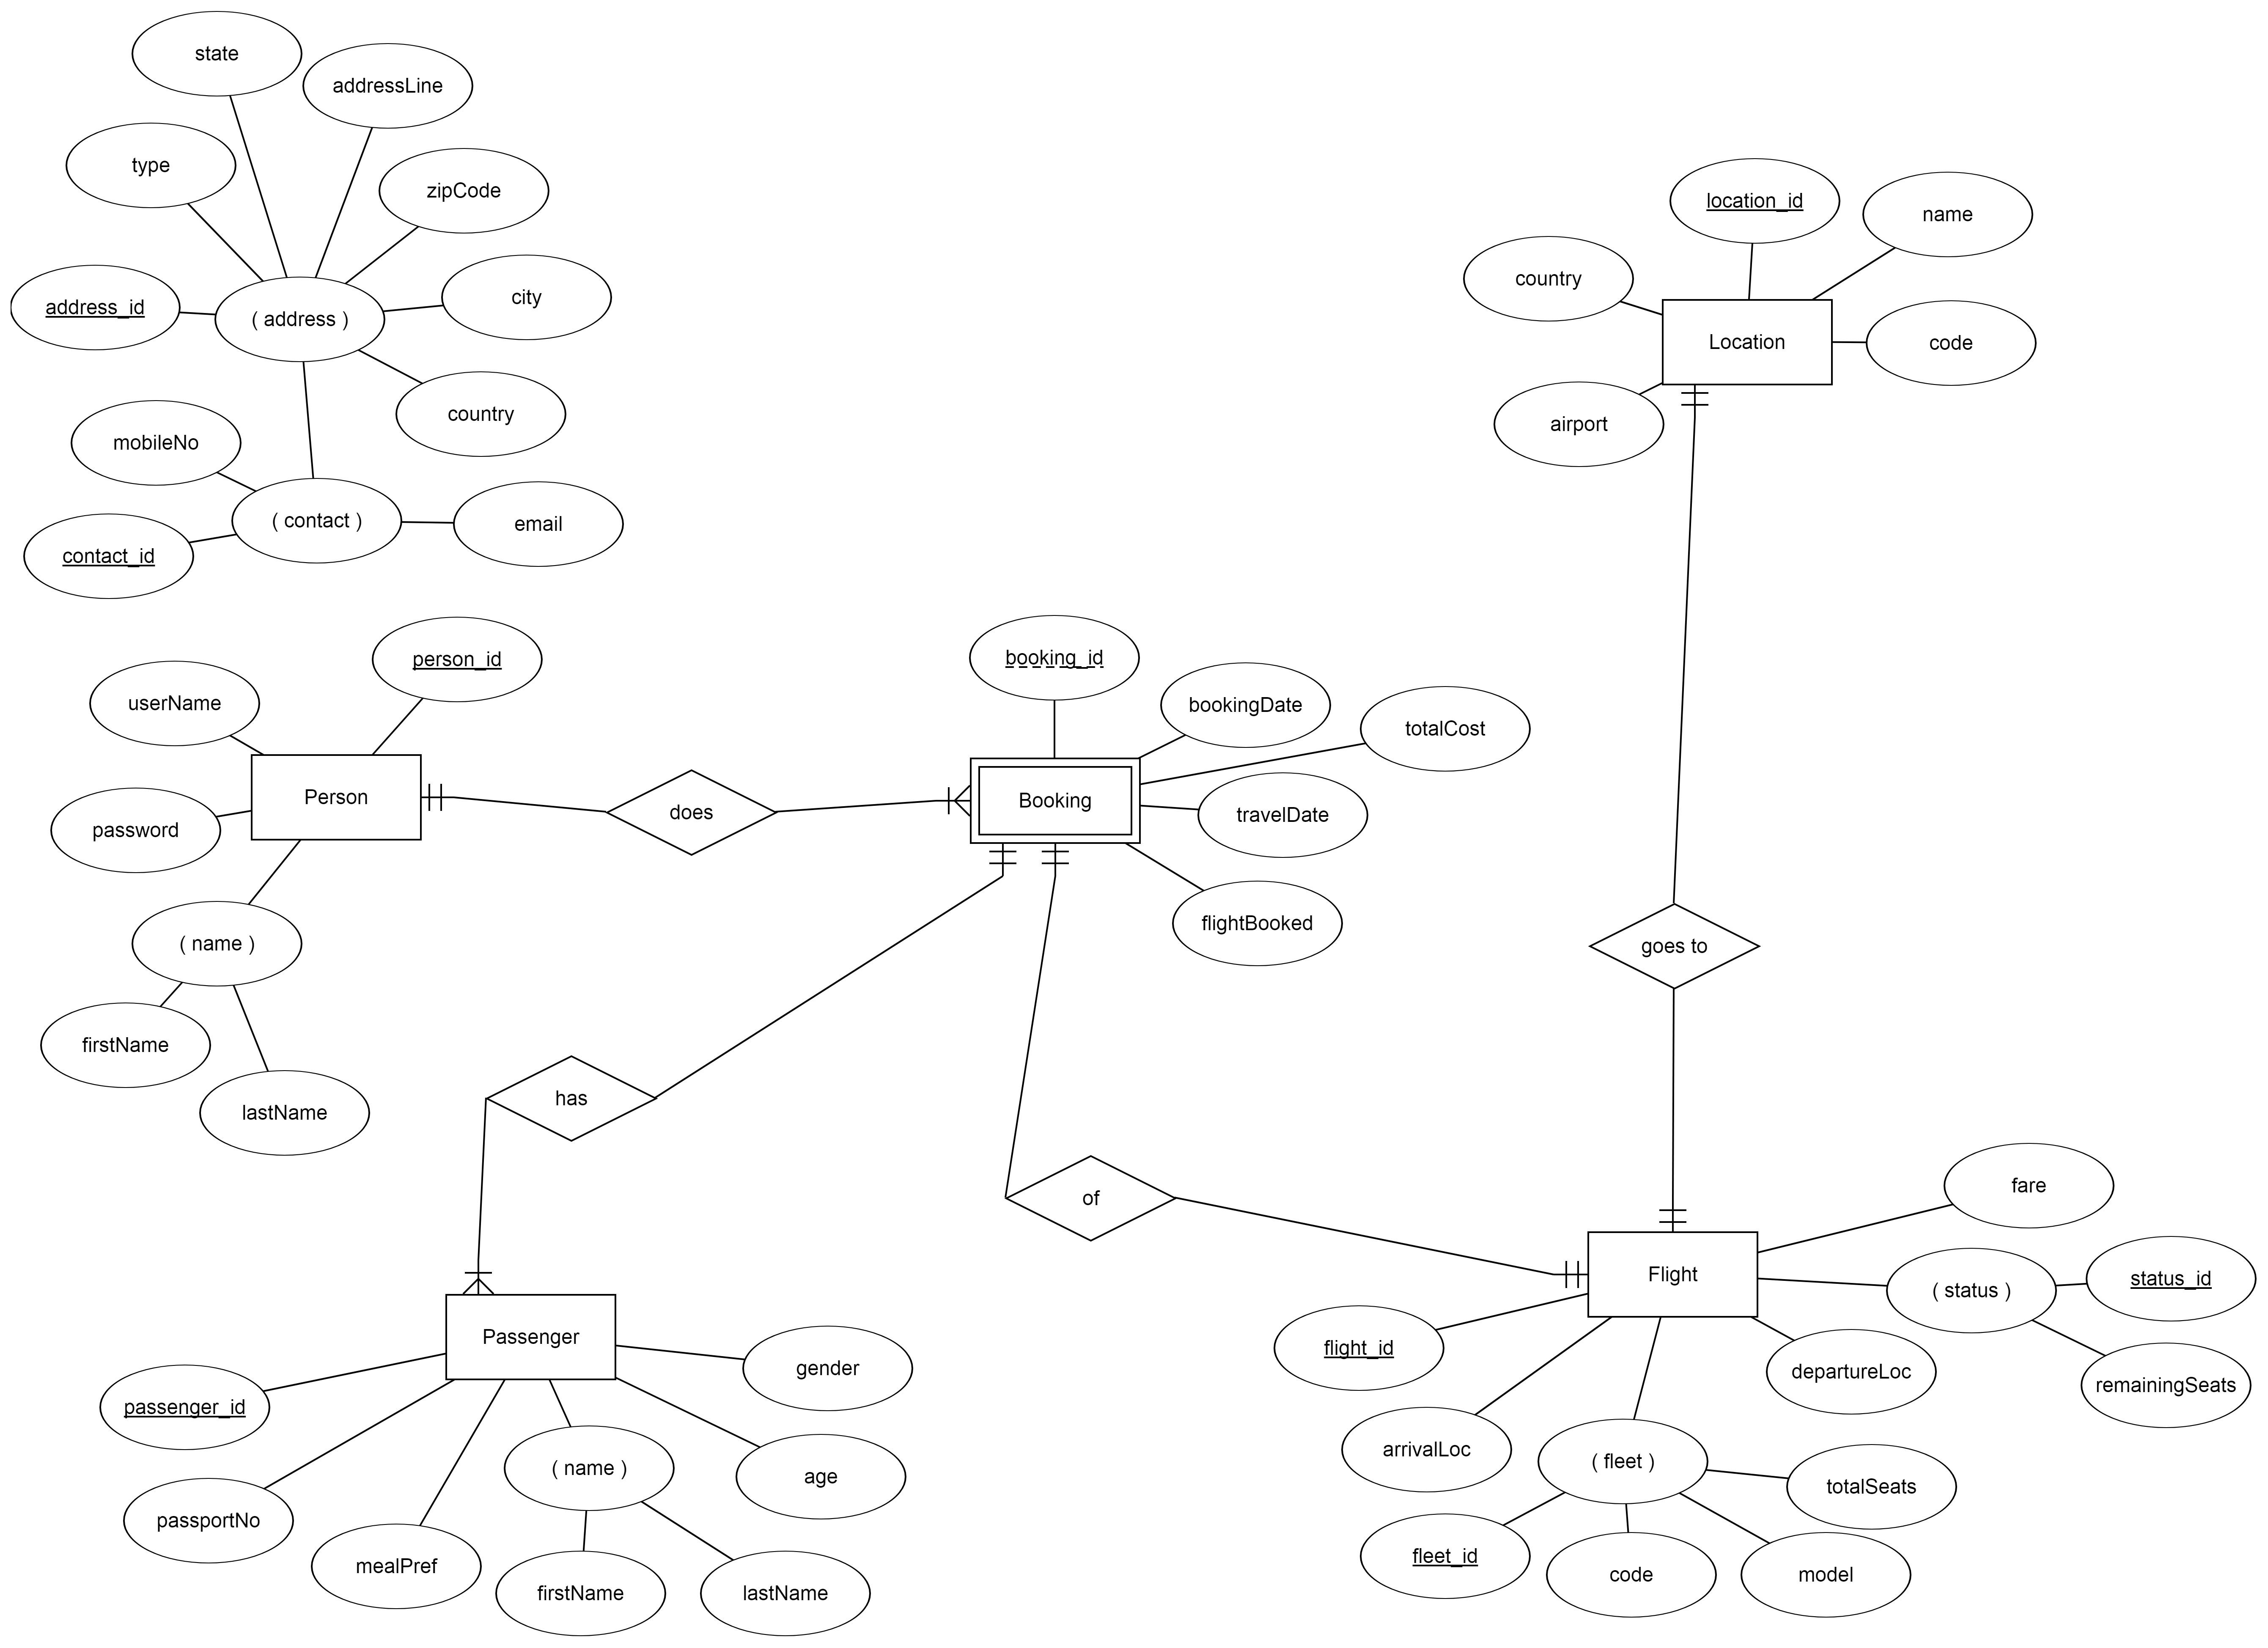 state
addressLine
type
zipCode
address_id
( address )
city
country
mobileNo
( contact )
email
contact_id
location_id
name
country
Location
code
airport
person_id
userName
Person
password
( name )
firstName
lastName
does
booking_id
bookingDate
totalCost
Booking
travelDate
flightBooked
goes to
has
of
fare
Flight
( status )
status_id
flight_id
departureLoc
remainingSeats
arrivalLoc
( fleet )
totalSeats
fleet_id
code
model
Passenger
gender
passenger_id
( name )
age
passportNo
mealPref
firstName
lastName